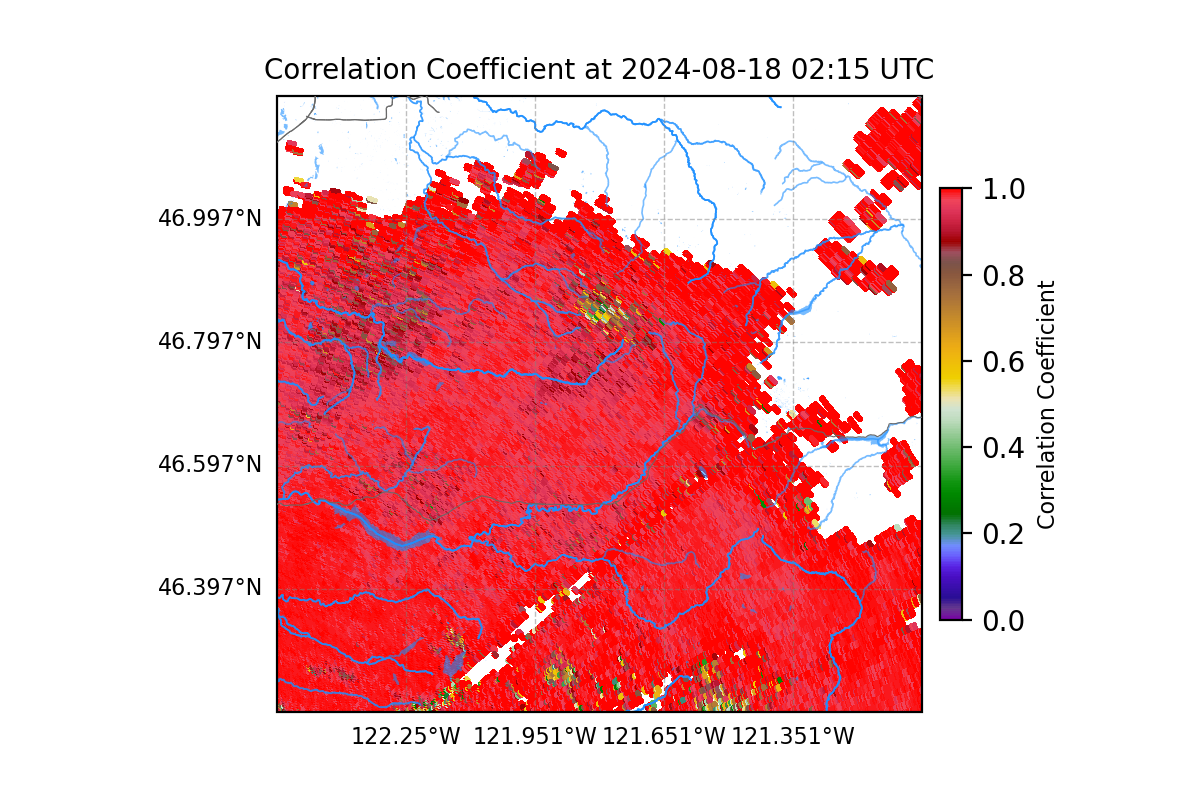 Correlation Coefficient at 2024-08-18 02:15 UTC
46.997°N
46.797°N
46.597°N
46.397°N
122.25°W 121.951°W 121.651°W 121.351°W
1.0
0.8
0.6
0.4
0.2
0.0
Correlation Coefficient